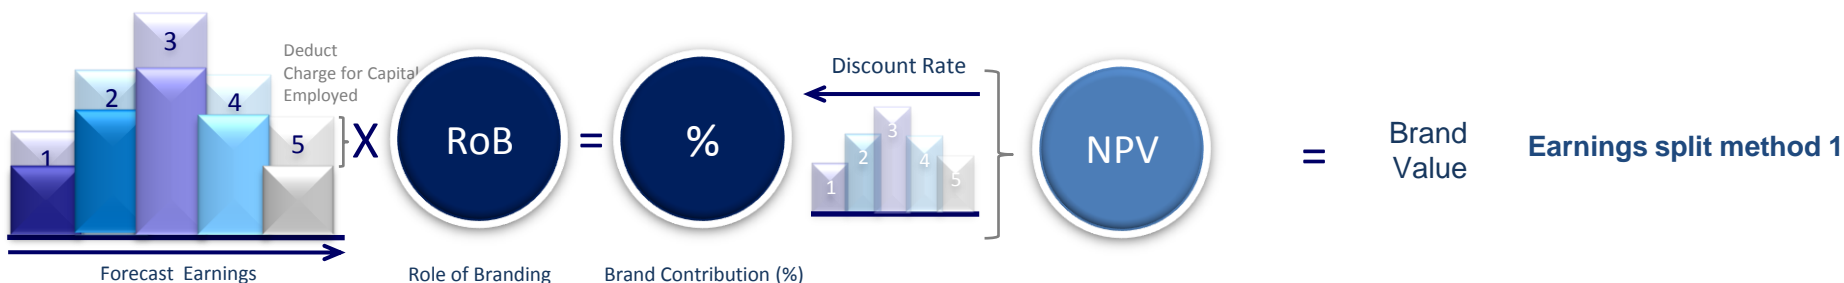 1
2
3
4
5
Deduct
Charge for Capital
Employed
X
RoB
=
%
Discount Rate
1
2
3
4
5
NPV
=
Brand
Value
Earnings split method 1
Forecast Earnings
Role of Branding
Brand Contribution (%)